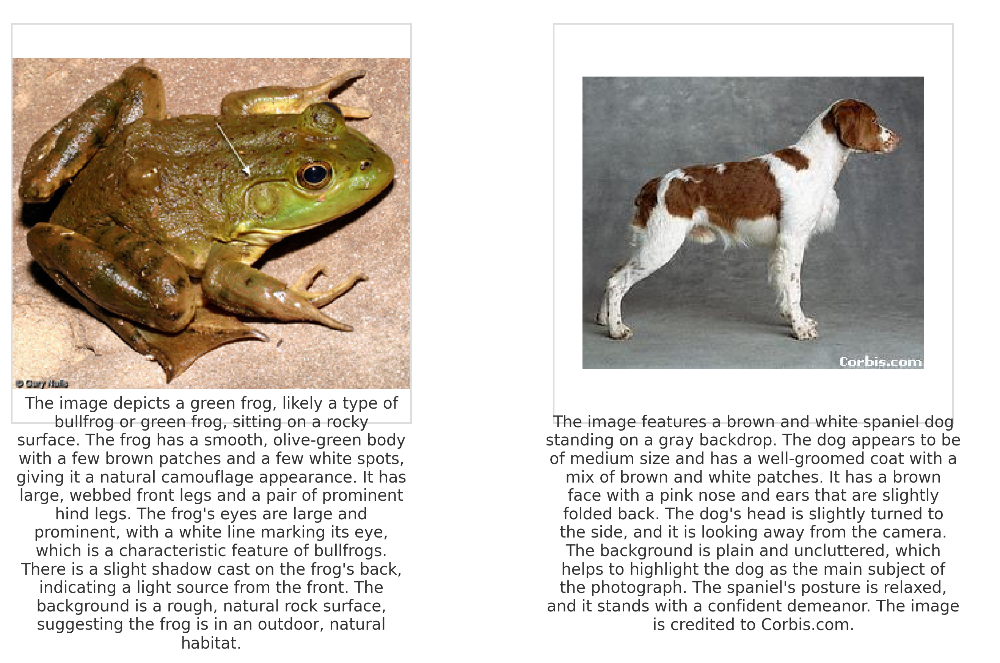 Corbis.com
The image depicts a green frog, likely a type of
bullfrog or green frog, sitting on a rocky
surface. The frog has a smooth, olive-green body
with a few brown patches and a few white spots,
giving it a natural camouflage appearance. It has
large, webbed front legs and a pair of prominent
hind legs. The frog's eyes are large and
prominent, with a white line marking its eye,
which is a characteristic feature of bullfrogs.
There is a slight shadow cast on the frog's back,
indicating a light source from the front. The
background is a rough, natural rock surface,
suggesting the frog is in an outdoor, natural
habitat.
The image features a brown and white spaniel dog
standing on a gray backdrop. The dog appears to be
of medium size and has a well-groomed coat with a
mix of brown and white patches. It has a brown
face with a pink nose and ears that are slightly
folded back. The dog's head is slightly turned to
the side, and it is looking away from the camera.
The background is plain and uncluttered, which
helps to highlight the dog as the main subject of
the photograph. The spaniel's posture is relaxed,
and it stands with a confident demeanor. The image
is credited to Corbis.com.